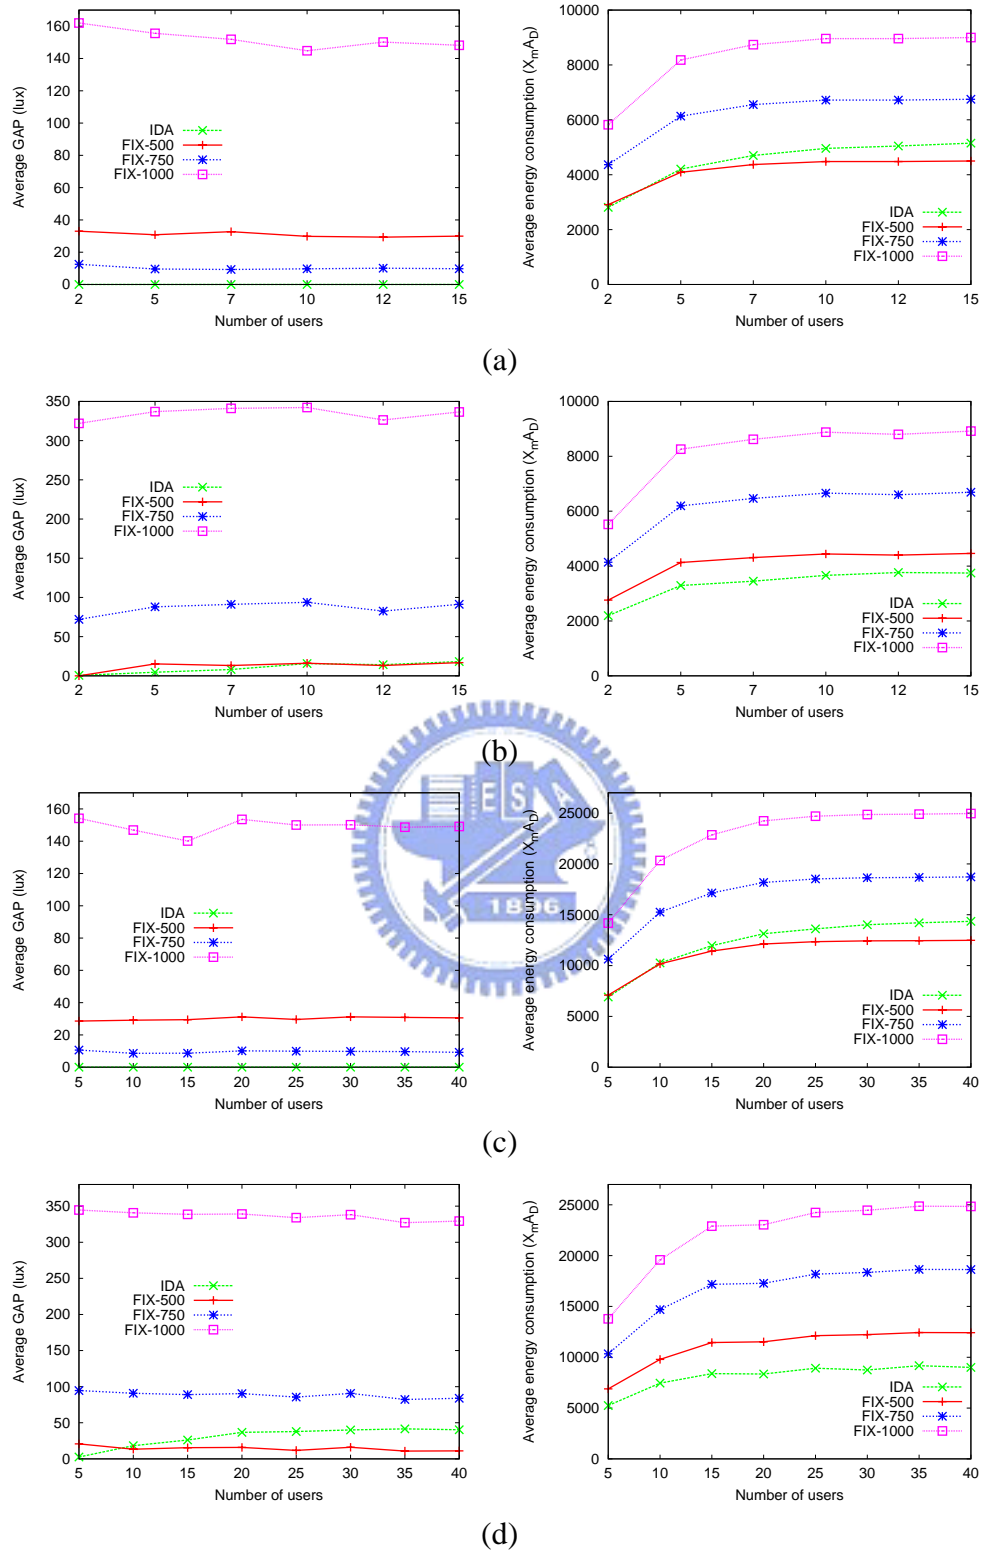 160
140
120
100
80
60
40
20
0
Average GAP (lux)
IDA
FIX-500
FIX-750
FIX-1000
2 5 7 10 12 15
Number of users
10000
8000
6000
4000
2000
0
Average energy consumption (XmAD)
IDA
FIX-500
FIX-750
FIX-1000
2 5 7 10 12 15
Number of users
(a)
350
300
250
200
150
100
50
0
Average GAP (lux)
IDA
FIX-500
FIX-750
FIX-1000
2 5 7 10 12 15
Number of users
10000
8000
6000
4000
2000
0
Average energy consumption (XmAD)
IDA
FIX-500
FIX-750
FIX-1000
2 5 7 10 12 15
Number of users
(b)
160
140
120
100
80
60
40
20
0
Average GAP (lux)
IDA
FIX-500
FIX-750
FIX-1000
5 10 15 20 25 30 35 40
Number of users
25000
20000
15000
10000
5000
0
Average energy consumption (XmAD)
IDA
FIX-500
FIX-750
FIX-1000
5 10 15 20 25 30 35 40
Number of users
ES
1896
(c)
350
300
250
200
150
100
50
0
Average GAP (lux)
IDA
FIX-500
FIX-750
FIX-1000
5 10 15 20 25 30 35 40
Number of users
25000
20000
15000
10000
5000
0
Average energy consumption (XmAD)
IDA
FIX-500
FIX-750
FIX-1000
5 10 15 20 25 30 35 40
Number of users
(d)